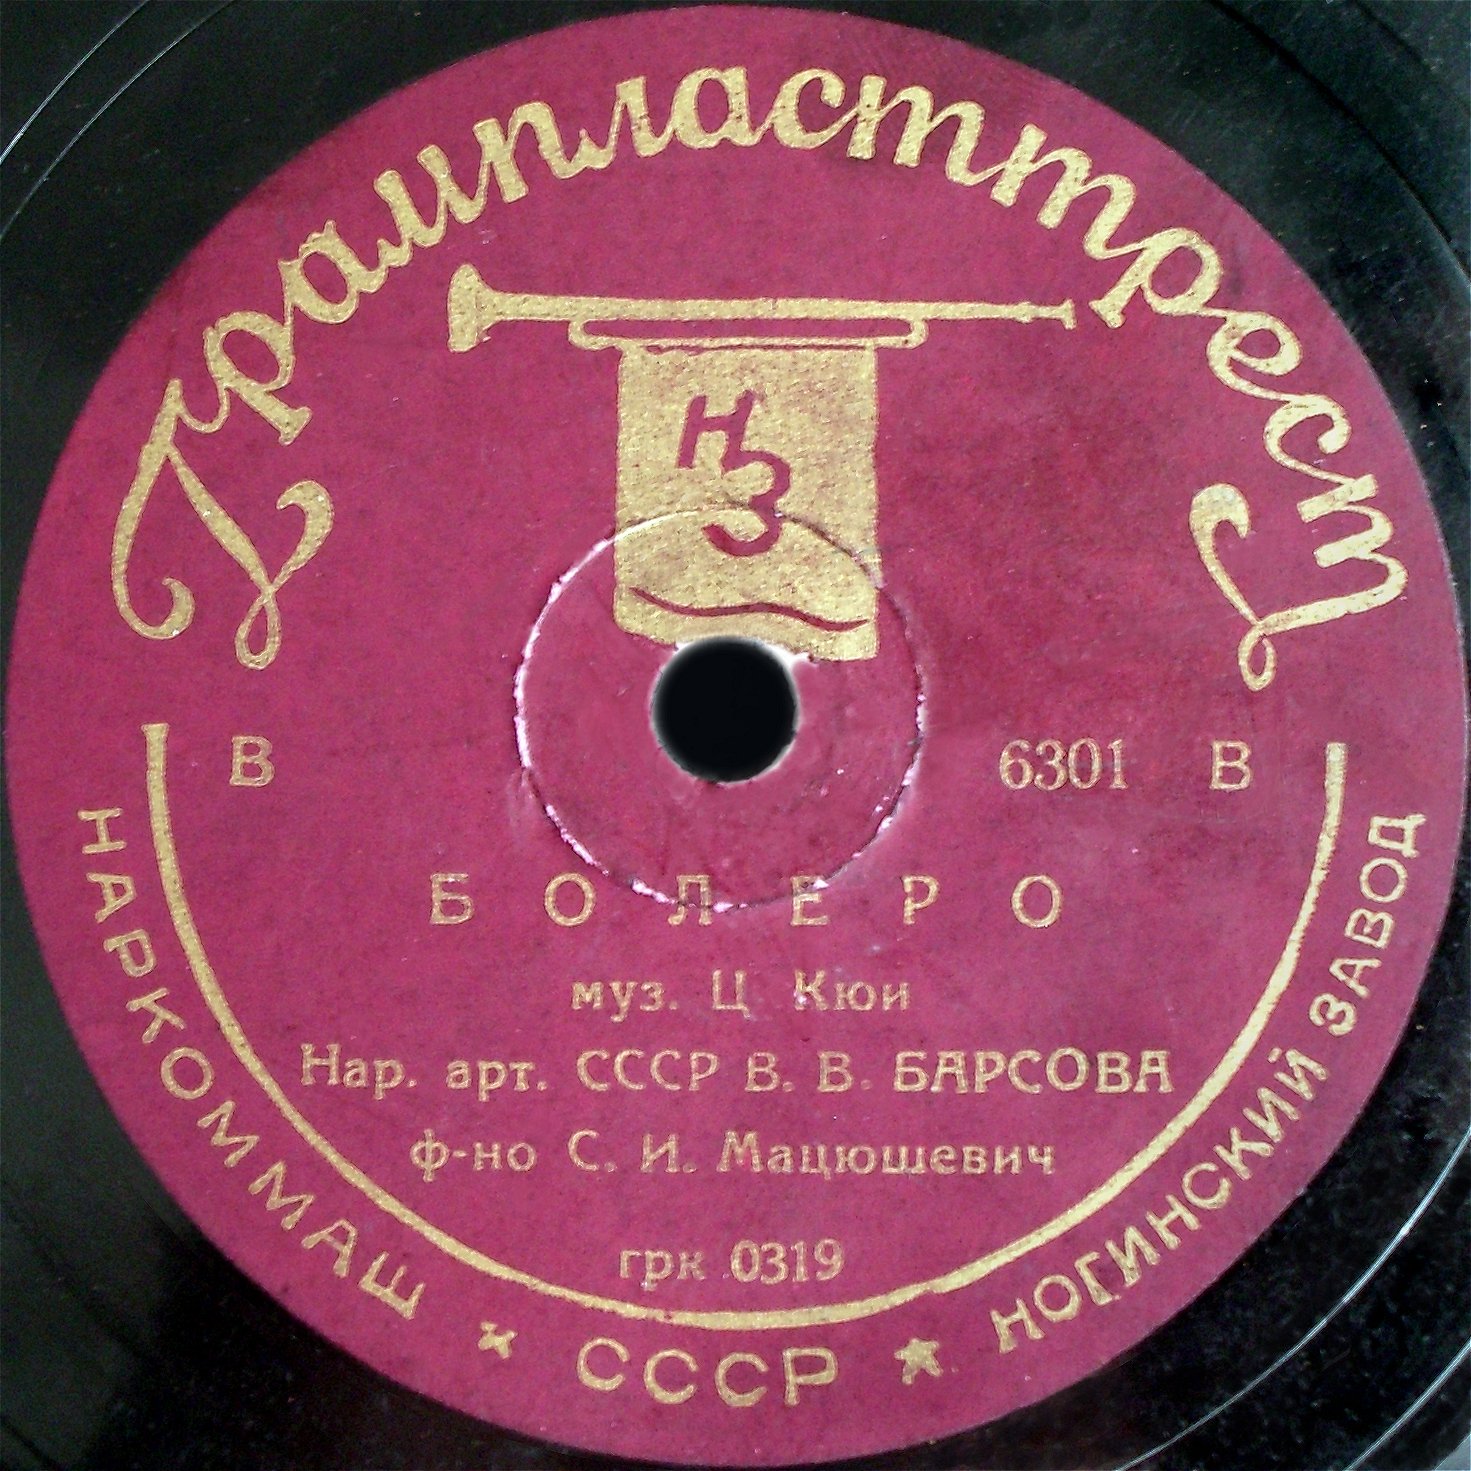 Грампласттрест
НЗ
В 6301 В
БОЛЕРО
муз. Ц Кюи
Нар. арт. СССР В. В. БАРСОВА
ф-но С. И. Мацюшевич
грк 0319
НАРКОММАШ ★ СССР ★ НОГИНСКИЙ ЗАВОД